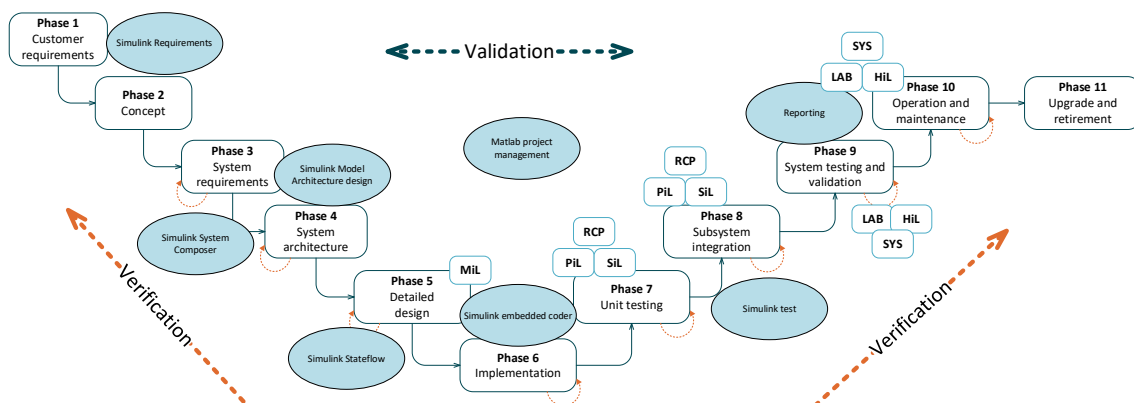 Phase 1
Customer
requirements
Simulink Requirements
Validation
SYS
LAB
HiL
Phase 2
Concept
Phase 10
Operation and
maintenance
Phase 11
Upgrade and
retirement
Reporting
Matlab project
management
Phase 3
System
requirements
Simulink Model
Architecture design
Phase 9
System testing and
validation
RCP
PiL
SiL
Phase 4
System
architecture
Simulink System
Composer
Phase 8
Subsystem
integration
LAB
HiL
SYS
RCP
PiL
SiL
MiL
Phase 5
Detailed
design
Phase 7
Unit testing
Simulink embedded coder
Simulink test
Verification
Verification
Simulink Stateflow
Phase 6
Implementation